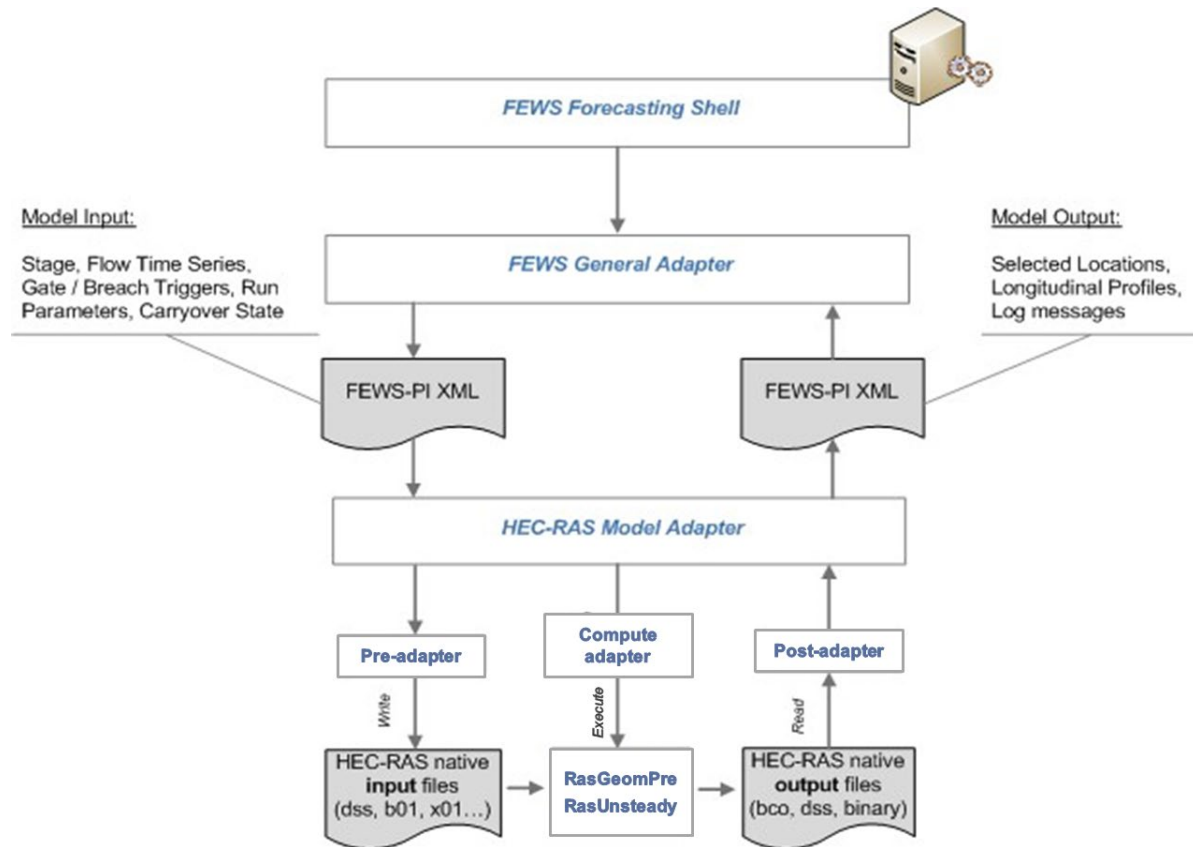 FEWS Forecasting Shell
Model Input:
Stage, Flow Time Series,
Gate / Breach Triggers, Run
Parameters, Carryover State
FEWS General Adapter
Model Output:
Selected Locations,
Longitudinal Profiles,
Log messages
FEWS-PI XML
FEWS-PI XML
HEC-RAS Model Adapter
Pre-adapter
Compute
adapter
Post-adapter
Write
Execute
Read
HEC-RAS native
input files
(dss, b01, x01...)
RasGeomPre
RasUnsteady
HEC-RAS native
output files
(bco, dss, binary)